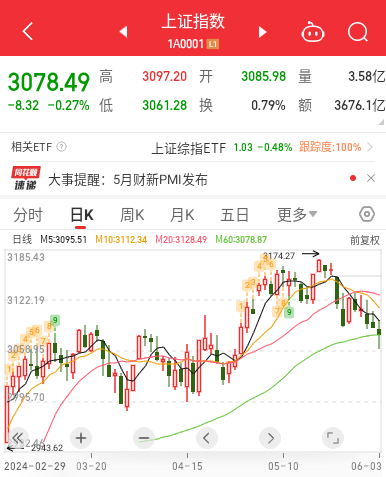 上证指数
1A0001 L1
3078.49 高 3097.20 开 3085.98 量 3.58亿
-8.32 -0.27% 低 3061.28 换 0.79% 额 3676.1亿
相关ETF ? 上证综指ETF 1.03 -0.48% 跟踪度:100%
同花顺
速递
大事提醒：5月财新PMI发布
分时 日K 周K 月K 五日 更多
日线 M5:3095.51 M10:3112.34 M20:3128.49 M60:3078.87 前复权
3185.43
3174.27
3122.19
3058.95
2995.70
2943.62
2024-02-29 03-20 04-15 05-10 06-03